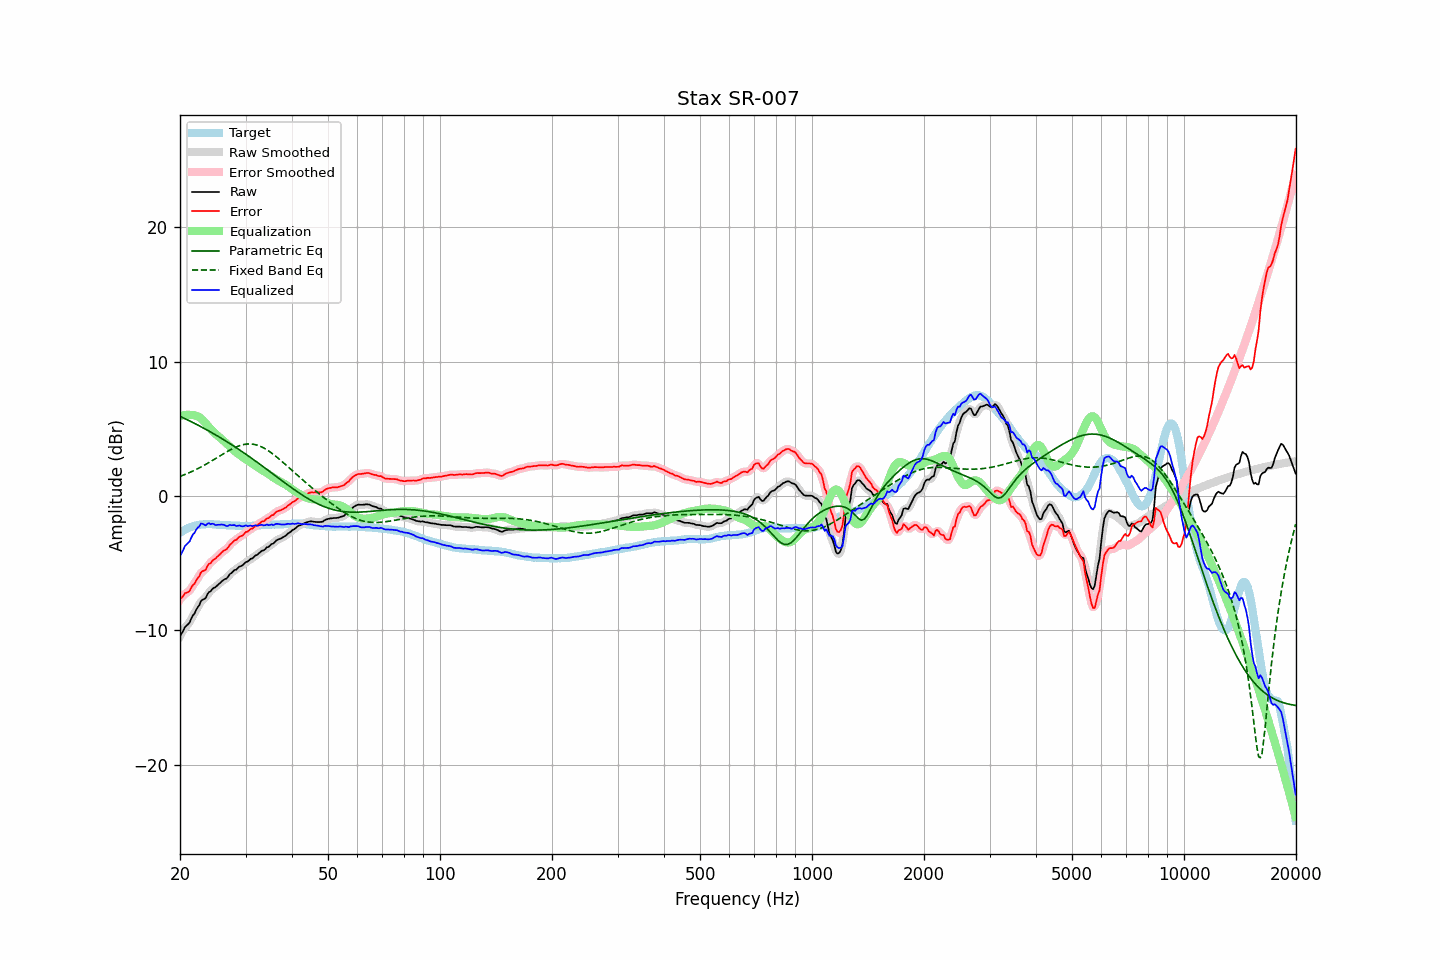 Stax SR-007
Target
Raw Smoothed
Error Smoothed
Raw
Error
Equalization
Parametric Eq
Fixed Band Eq
Equalized
Amplitude (dBr)
20
10
0
−10
−20
20
50
100
200
500
1000
2000
5000
10000
20000
Frequency (Hz)